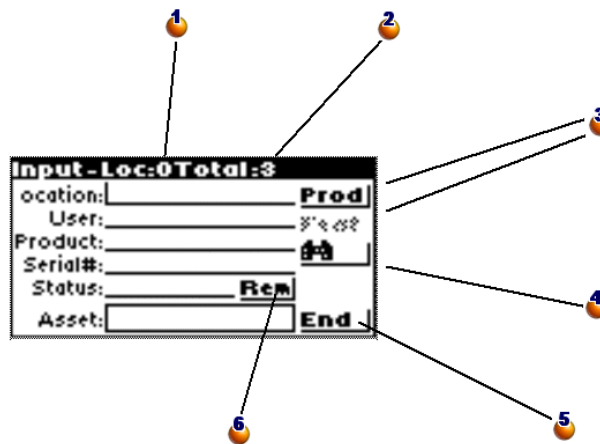 1
2
3
Input-Loc:0Total:3
ocation: Prod
User:
Product:
Serial#:
Status: Rem
4
Asset: End
5
6